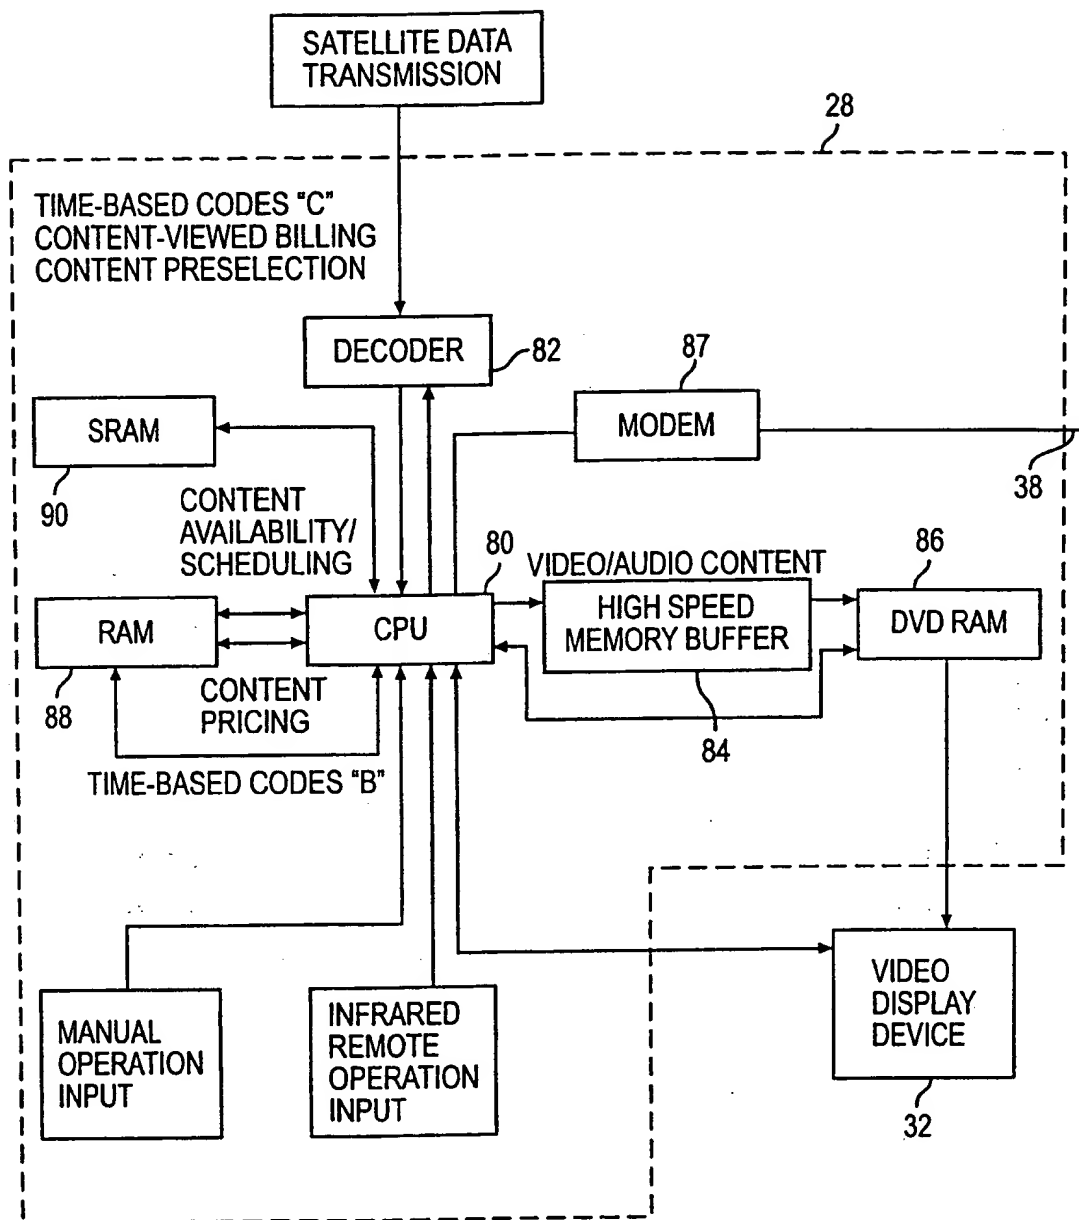 SATELLITE DATA
TRANSMISSION
28
TIME-BASED CODES "C"
CONTENT-VIEWED BILLING
CONTENT PRESELECTION
DECODER
82
87
MODEM
SRAM
90
38
CONTENT
AVAILABILITY/
SCHEDULING
80
VIDEO/AUDIO CONTENT
86
RAM
CPU
HIGH SPEED
MEMORY BUFFER
DVD RAM
88
CONTENT
PRICING
84
TIME-BASED CODES "B"
MANUAL
OPERATION
INPUT
INFRARED
REMOTE
OPERATION
INPUT
VIDEO
DISPLAY
DEVICE
32